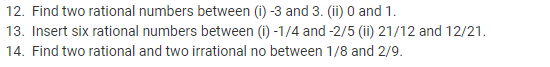 12. Find two rational numbers between (i) -3 and 3. (ii) 0 and 1.
13. Insert six rational numbers between (i) -1/4 and -2/5 (ii) 21/12 and 12/21.
14. Find two rational and two irrational no between 1/8 and 2/9.